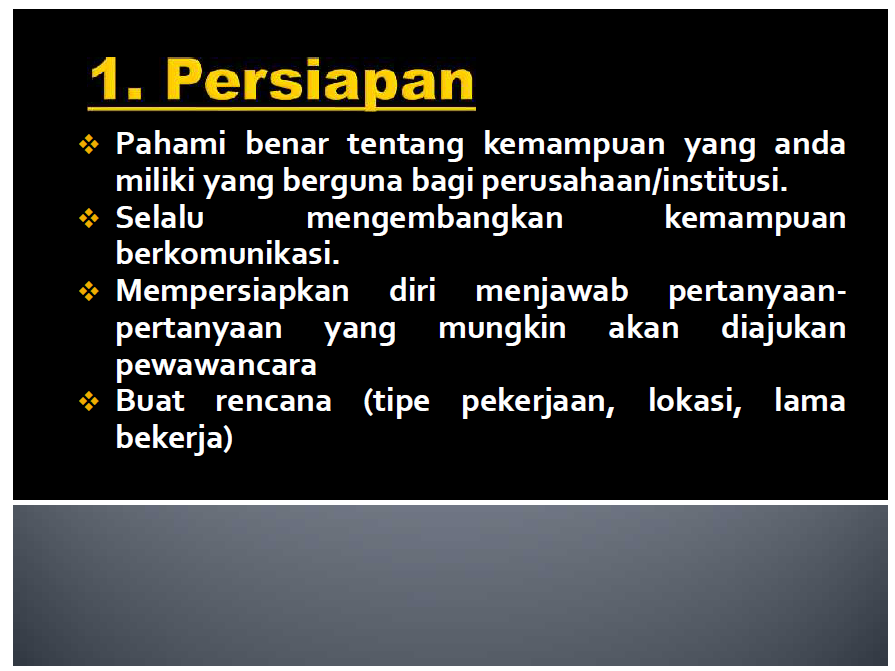 1. Persiapan
❖ Pahami benar tentang kemampuan yang anda
miliki yang berguna bagi perusahaan/institusi.
❖ Selalu mengembangkan kemampuan
berkomunikasi.
❖ Mempersiapkan diri menjawab pertanyaan-
pertanyaan yang mungkin akan diajukan
pewawancara
❖ Buat rencana (tipe pekerjaan, lokasi, lama
bekerja)